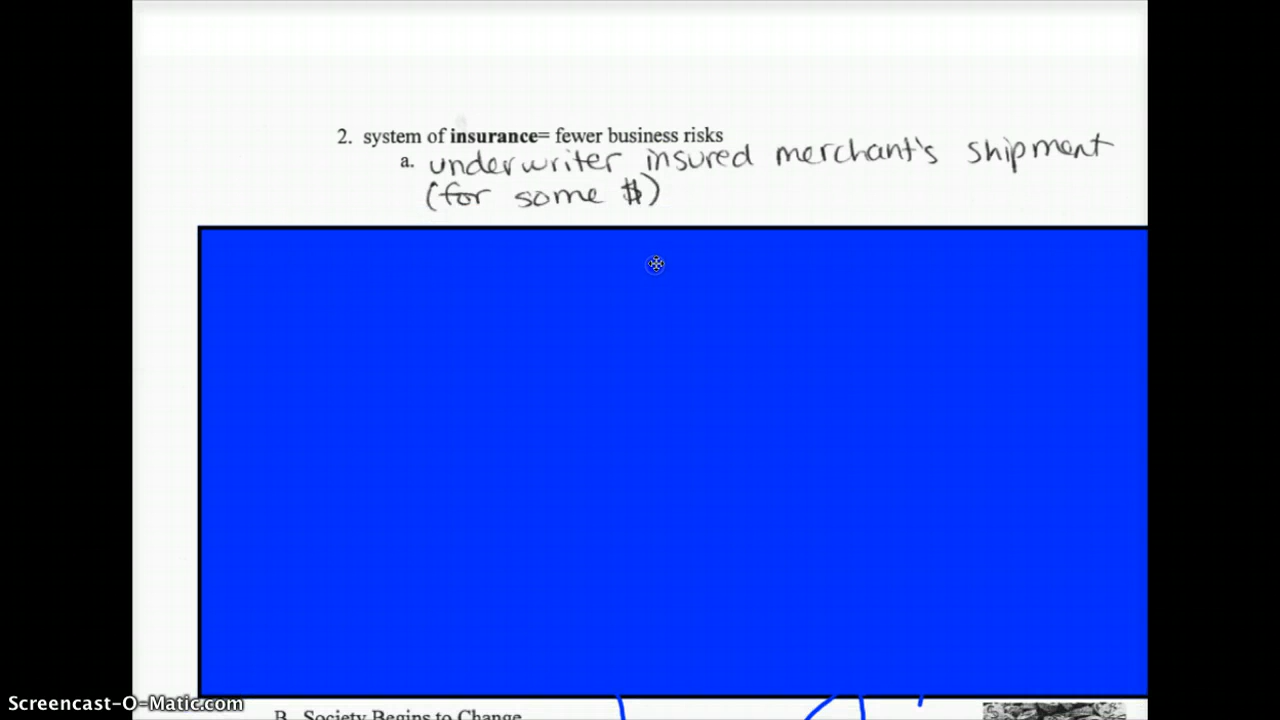 2. system of insurance= fewer business risks
a. underwriter insured merchant's shipment
(for some $)
B. Society Begins to Change
Screencast-O-Matic.com